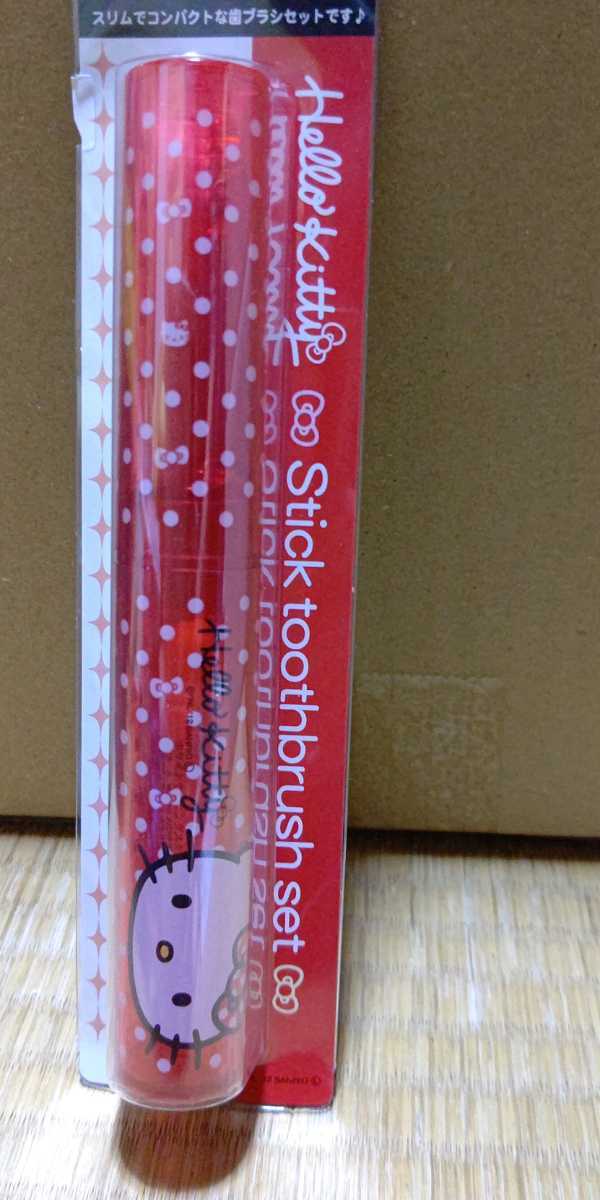 スリムでコンパクトな歯ブラシセットです♪
Hello Kitty
Stick toothbrush set
Hello Kitty